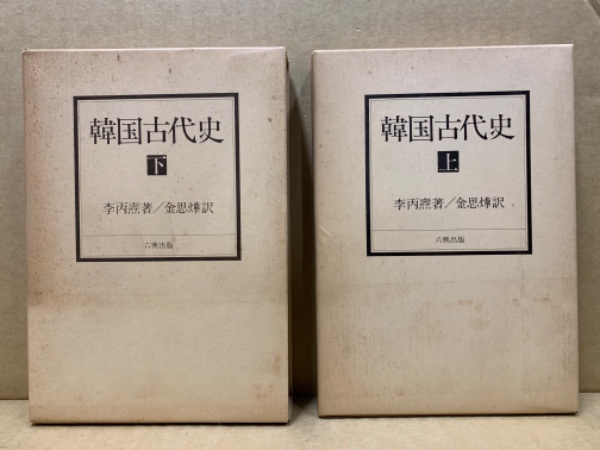 韓国古代史
下
李丙燾著／金思燁訳
六興出版
韓国古代史
上
李丙燾著／金思燁訳
六興出版